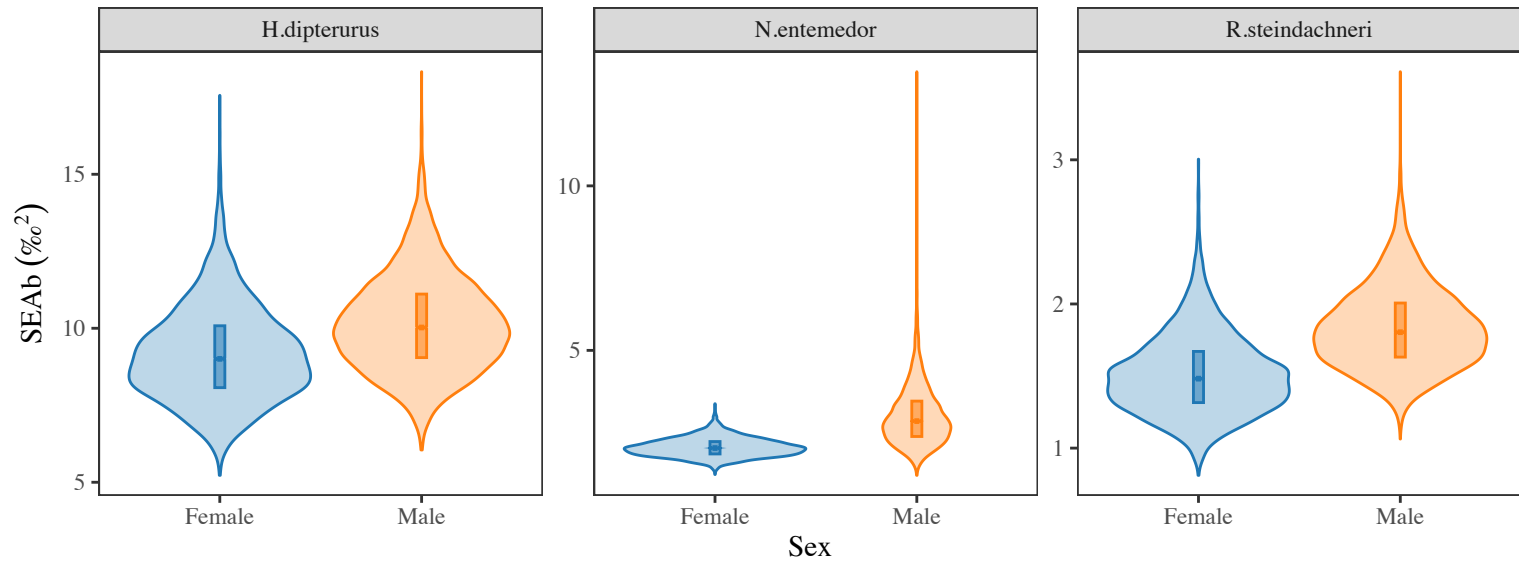 H.dipterurus
N.entemedor
R.steindachneri
SEAb (‰²)
15
10
5
10
5
3
2
1
Female
Male
Female
Male
Female
Male
Sex